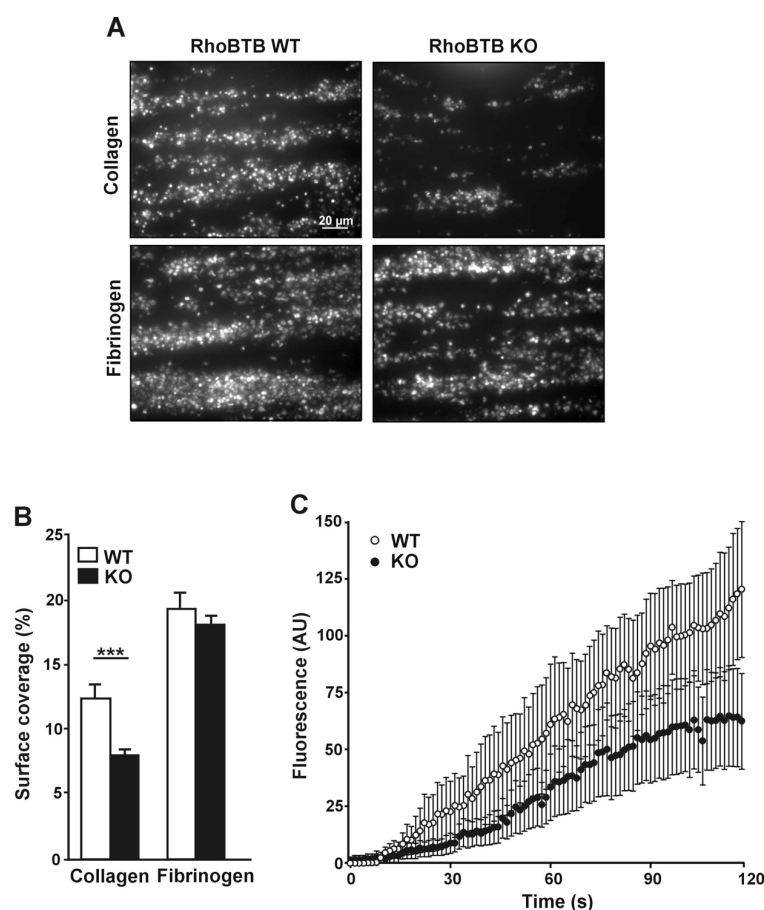 A
RhoBTB WT
RhoBTB KO
Collagen
20 µm
Fibrinogen
B
25
20
15
10
5
0
Surface coverage (%)
WT
KO
***
Collagen
Fibrinogen
C
150
125
100
75
50
25
0
Fluorescence (AU)
WT
KO
0
30
60
90
120
Time (s)